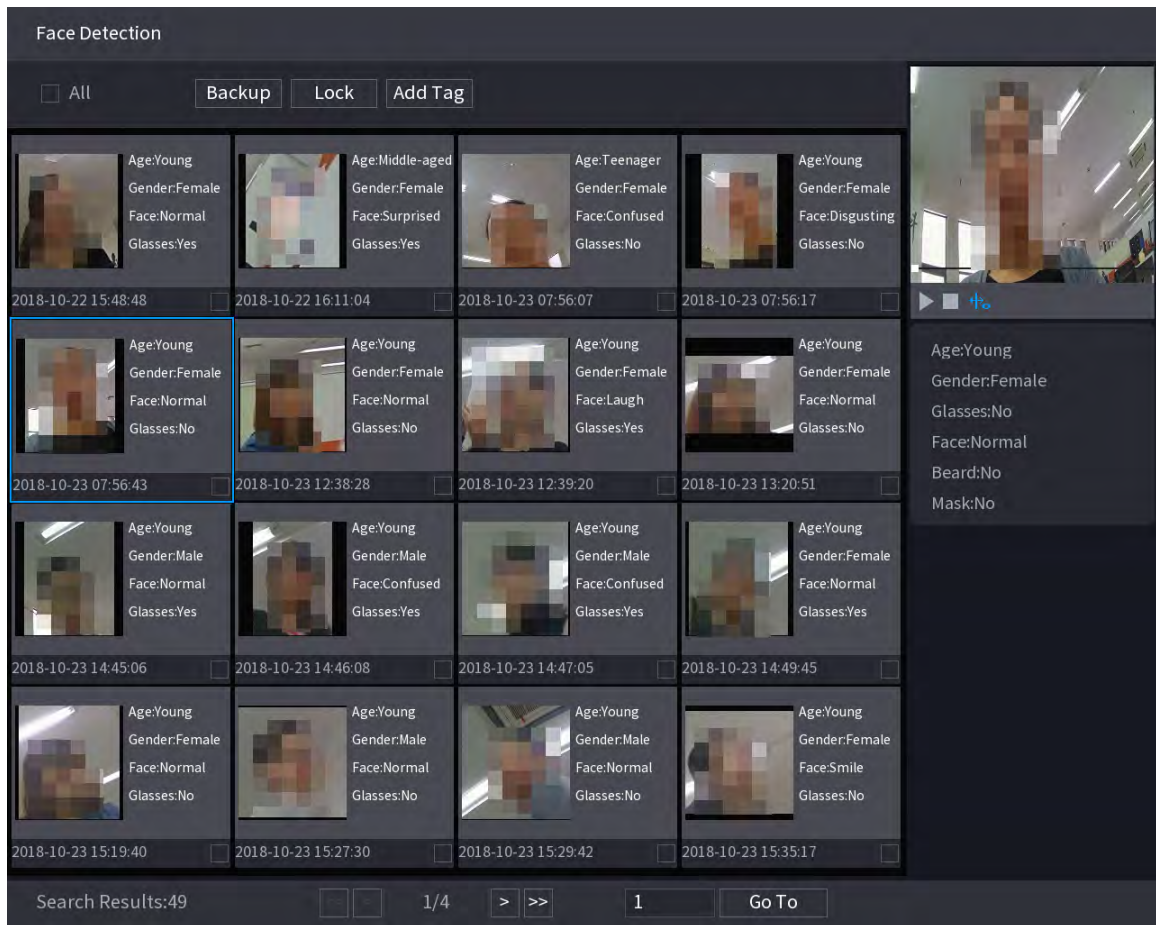 Face Detection
All Backup Lock Add Tag
Age:Young
Gender:Female
Face:Normal
Glasses:Yes
2018-10-22 15:48:48
Age:Middle-aged
Gender:Female
Face:Surprised
Glasses:Yes
2018-10-22 16:11:04
Age:Teenager
Gender:Female
Face:Confused
Glasses:No
2018-10-23 07:56:07
Age:Young
Gender:Female
Face:Disgusting
Glasses:No
2018-10-23 07:56:17
Age:Young
Gender:Female
Face:Normal
Glasses:No
2018-10-23 07:56:43
Age:Young
Gender:Female
Face:Normal
Glasses:No
2018-10-23 12:38:28
Age:Young
Gender:Female
Face:Laugh
Glasses:Yes
2018-10-23 12:39:20
Age:Young
Gender:Female
Face:Normal
Glasses:No
2018-10-23 13:20:51
Age:Young
Gender:Male
Face:Normal
Glasses:Yes
2018-10-23 14:45:06
Age:Young
Gender:Male
Face:Confused
Glasses:Yes
2018-10-23 14:46:08
Age:Young
Gender:Male
Face:Confused
Glasses:Yes
2018-10-23 14:47:05
Age:Young
Gender:Female
Face:Normal
Glasses:Yes
2018-10-23 14:49:45
Age:Young
Gender:Female
Face:Normal
Glasses:No
2018-10-23 15:19:40
Age:Young
Gender:Male
Face:Normal
Glasses:No
2018-10-23 15:27:30
Age:Young
Gender:Male
Face:Normal
Glasses:No
2018-10-23 15:29:42
Age:Young
Gender:Female
Face:Smile
Glasses:No
2018-10-23 15:35:17
Age:Young
Gender:Female
Glasses:No
Face:Normal
Beard:No
Mask:No
Search Results:49 1/4 > >> 1 Go To